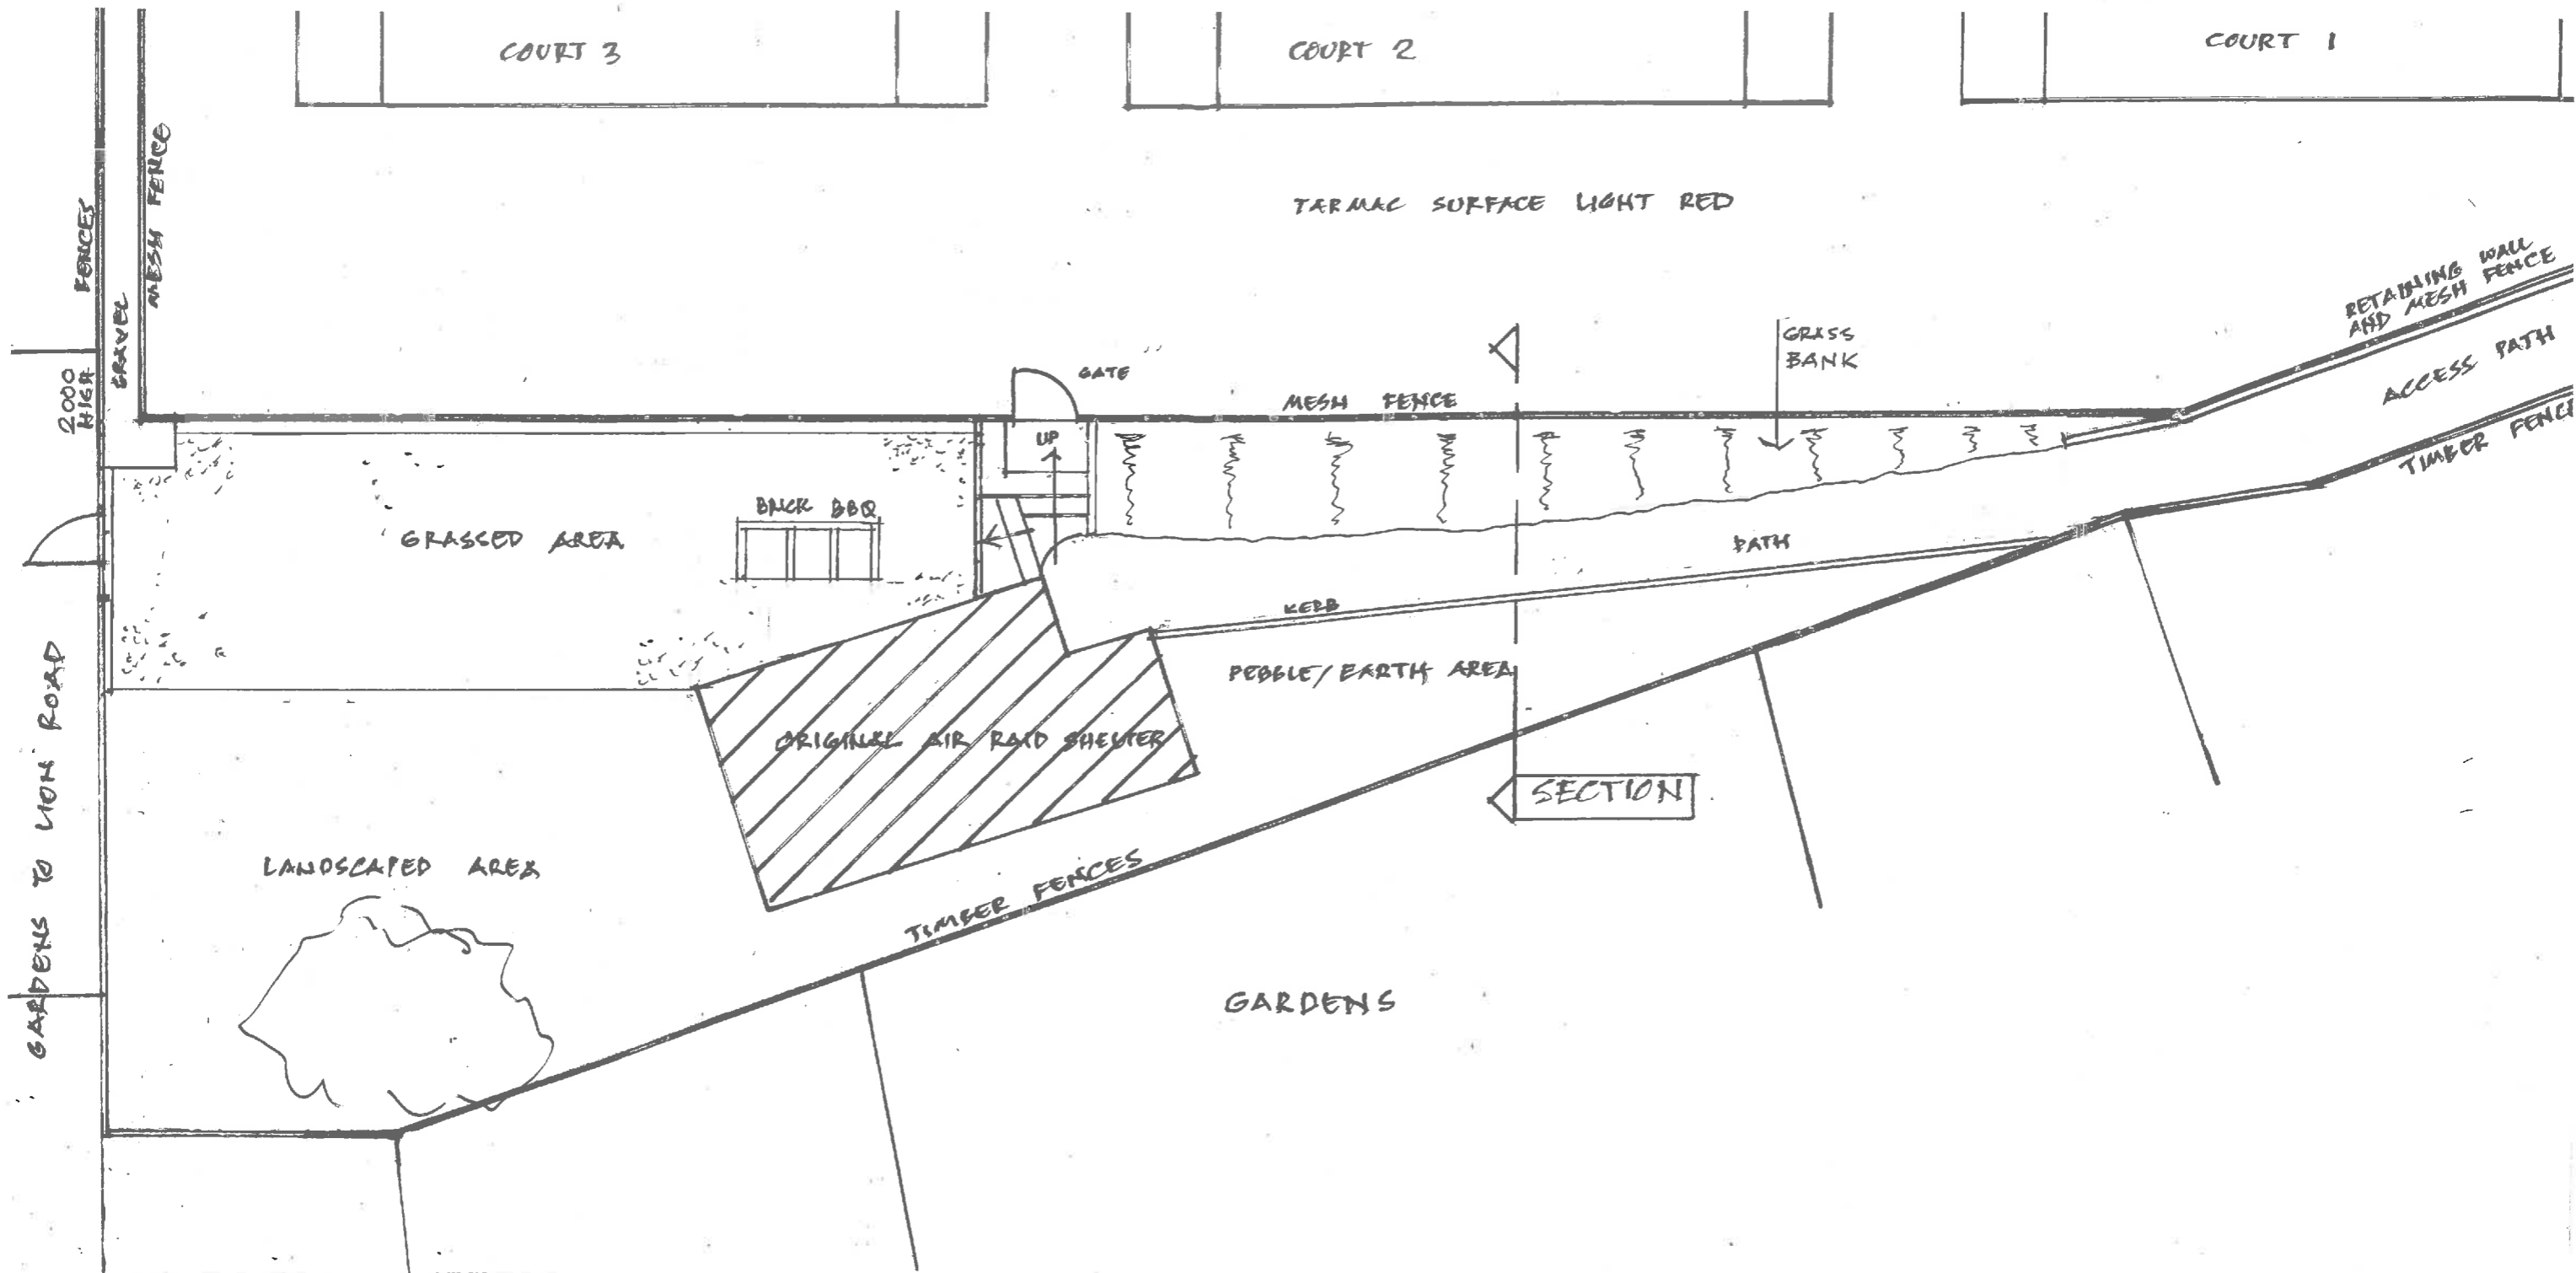 COURT 3
COURT 2
COURT 1
MESH FENCE
FENCES
TARMAC SURFACE LIGHT RED
GRAVEL
2000
HIGH
RETAINING WALL
AND MESH FENCE
ACCESS PATH
TIMBER FENCE
GATE
GRASS
BANK
MESH FENCE
UP
BRICK BBQ
GRASSED AREA
PATH
KERB
PEBBLE/EARTH AREA
ORIGINAL AIR RAID SHELTER
SECTION
GARDENS TO LION ROAD
LANDSCAPED AREA
TIMBER FENCES
GARDENS